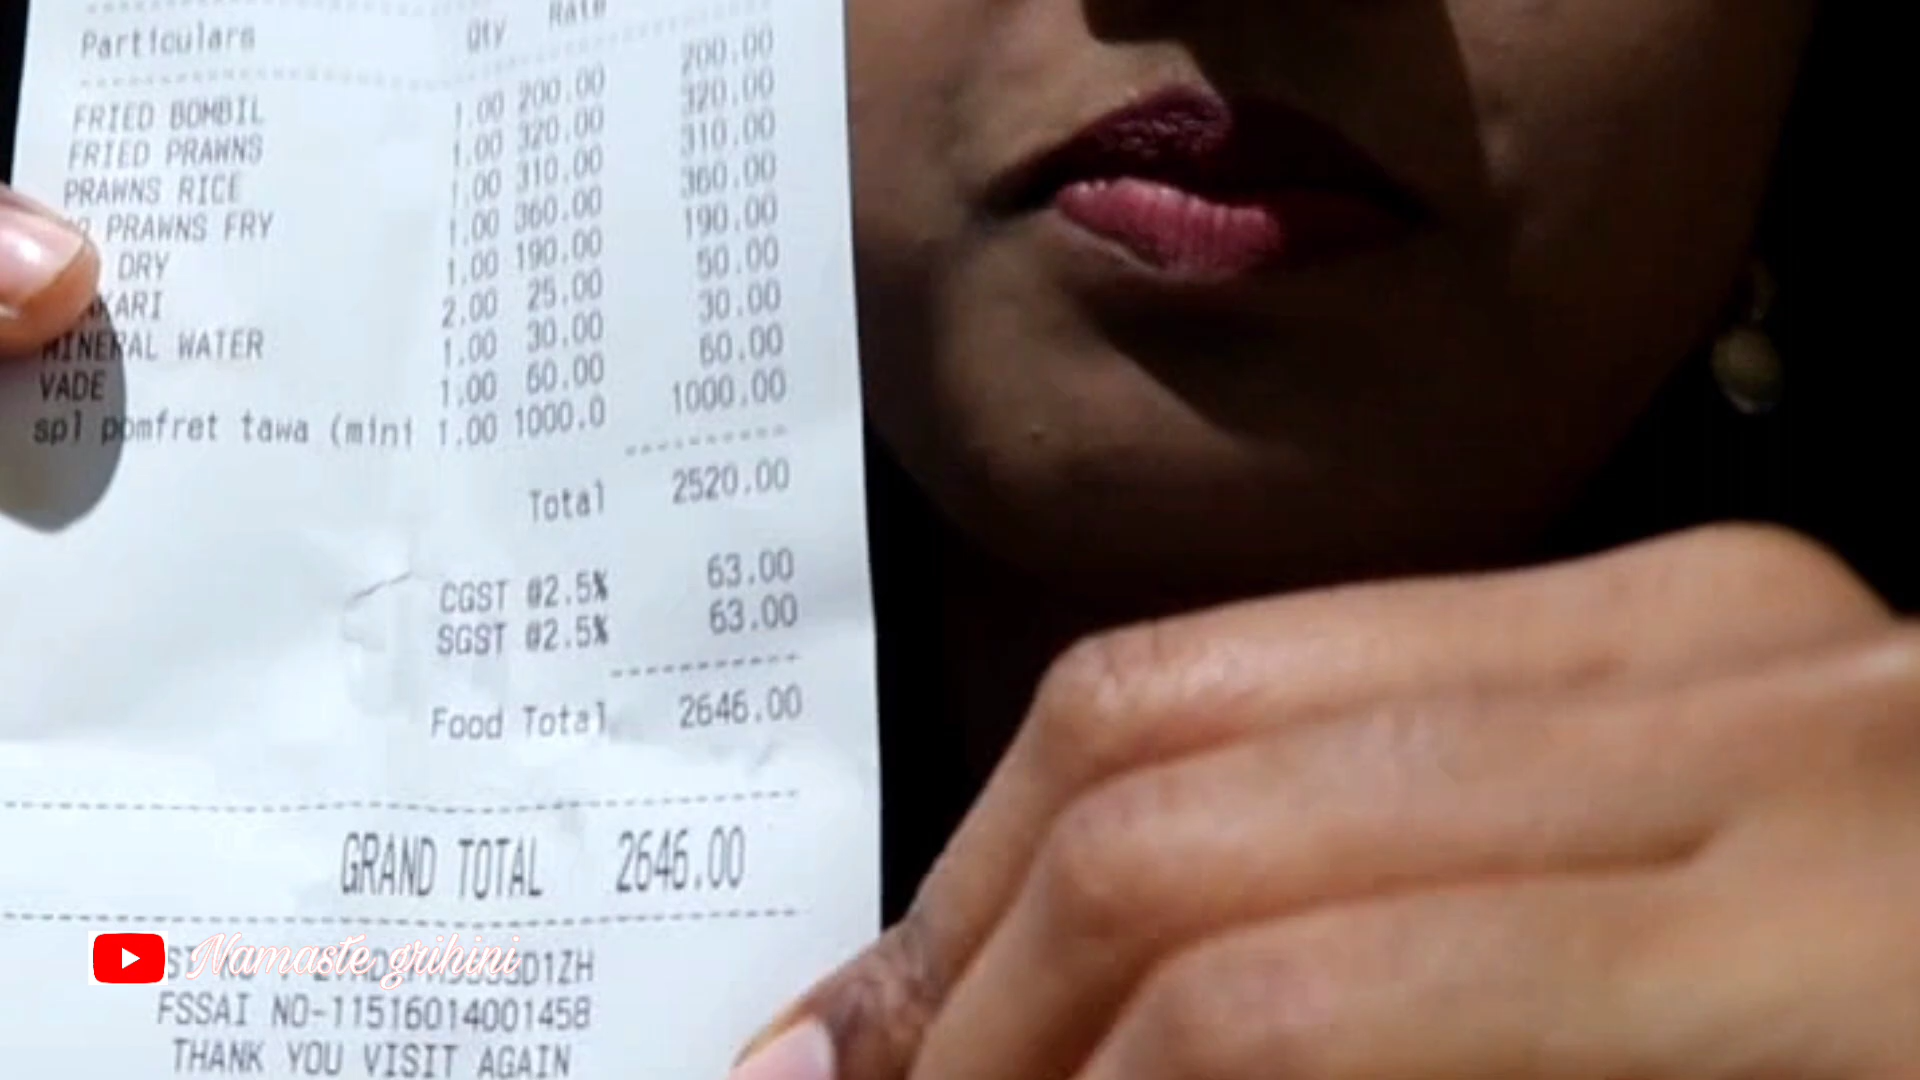 Particulars Qty Rate
FRIED BOMBIL 1.00 200.00 200.00
FRIED PRAWNS 1.00 320.00 320.00
PRAWNS RICE 1.00 310.00 310.00
PRAWNS FRY 1.00 360.00 360.00
DRY 1.00 190.00 190.00
2.00 25.00 50.00
MINERAL WATER 1.00 30.00 30.00
VADE 1.00 60.00 60.00
spl pomfret tawa (mini 1.00 1000.0 1000.00
Total 2520.00
CGST @2.5% 63.00
SGST @2.5% 63.00
Food Total 2646.00
GRAND TOTAL 2646.00
Namaste grihini
FSSAI NO-11516014001458
THANK YOU VISIT AGAIN